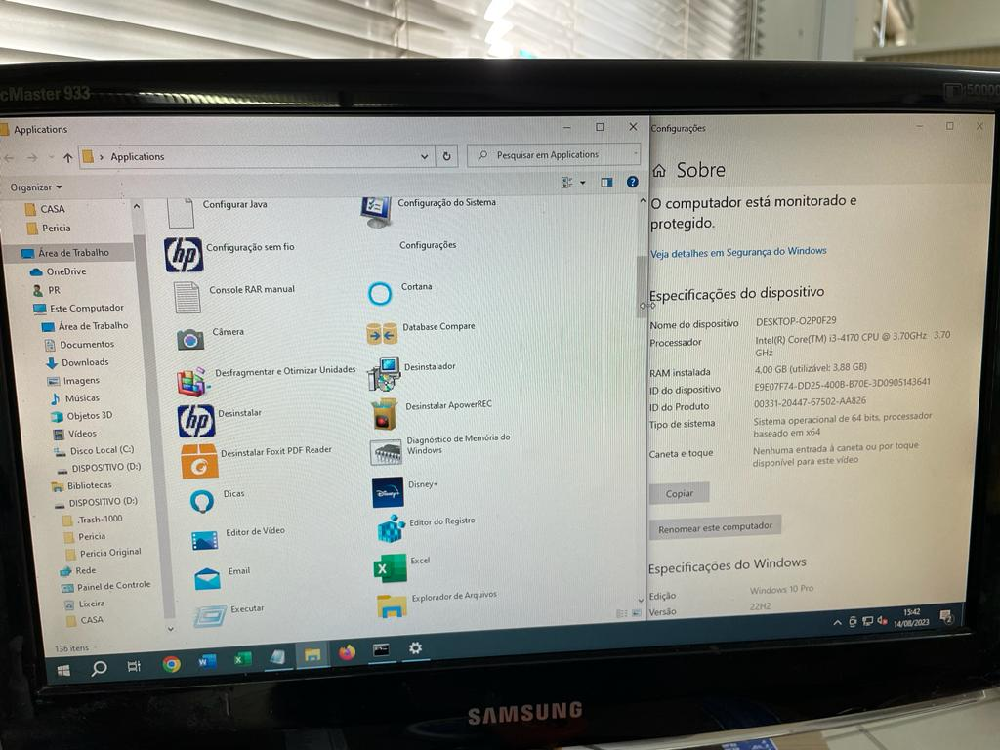 cMaster 933
50000
Applications
Applications
Pesquisar em Applications
Organizar
CASA
Pericia
Área de Trabalho
OneDrive
PR
Este Computador
Área de Trabalho
Documentos
Downloads
Imagens
Músicas
Objetos 3D
Vídeos
Disco Local (C:)
DISPOSITIVO (D:)
Bibliotecas
DISPOSITIVO (D:)
.Trash-1000
Pericia
Pericia Original
Rede
Painel de Controle
Lixeira
CASA
136 itens
Configurar Java
Configuração do Sistema
hp
Configuração sem fio
Configurações
Console RAR manual
Cortana
Câmera
Database Compare
Desfragmentar e Otimizar Unidades
Desinstalador
hp
Desinstalar
Desinstalar ApowerREC
Desinstalar Foxit PDF Reader
Diagnóstico de Memória do
Windows
Dicas
Disney+
Disney+
Editor de Vídeo
Editor do Registro
Email
Excel
Executar
Explorador de Arquivos
Configurações
Sobre
O computador está monitorado e
protegido.
Veja detalhes em Segurança do Windows
Especificações do dispositivo
Nome do dispositivo DESKTOP-O2P0F29
Processador Intel(R) Core(TM) i3-4170 CPU @ 3.70GHz 3.70
GHz
RAM instalada 4,00 GB (utilizável: 3,88 GB)
ID do dispositivo E9E07F74-DD25-400B-B70E-3D0905143641
ID do Produto 00331-20447-67502-AA826
Tipo de sistema Sistema operacional de 64 bits, processador
baseado em x64
Caneta e toque Nenhuma entrada à caneta ou por toque
disponível para este vídeo
Copiar
Renomear este computador
Especificações do Windows
Edição Windows 10 Pro
Versão 22H2
15:42
14/08/2023
2
SAMSUNG